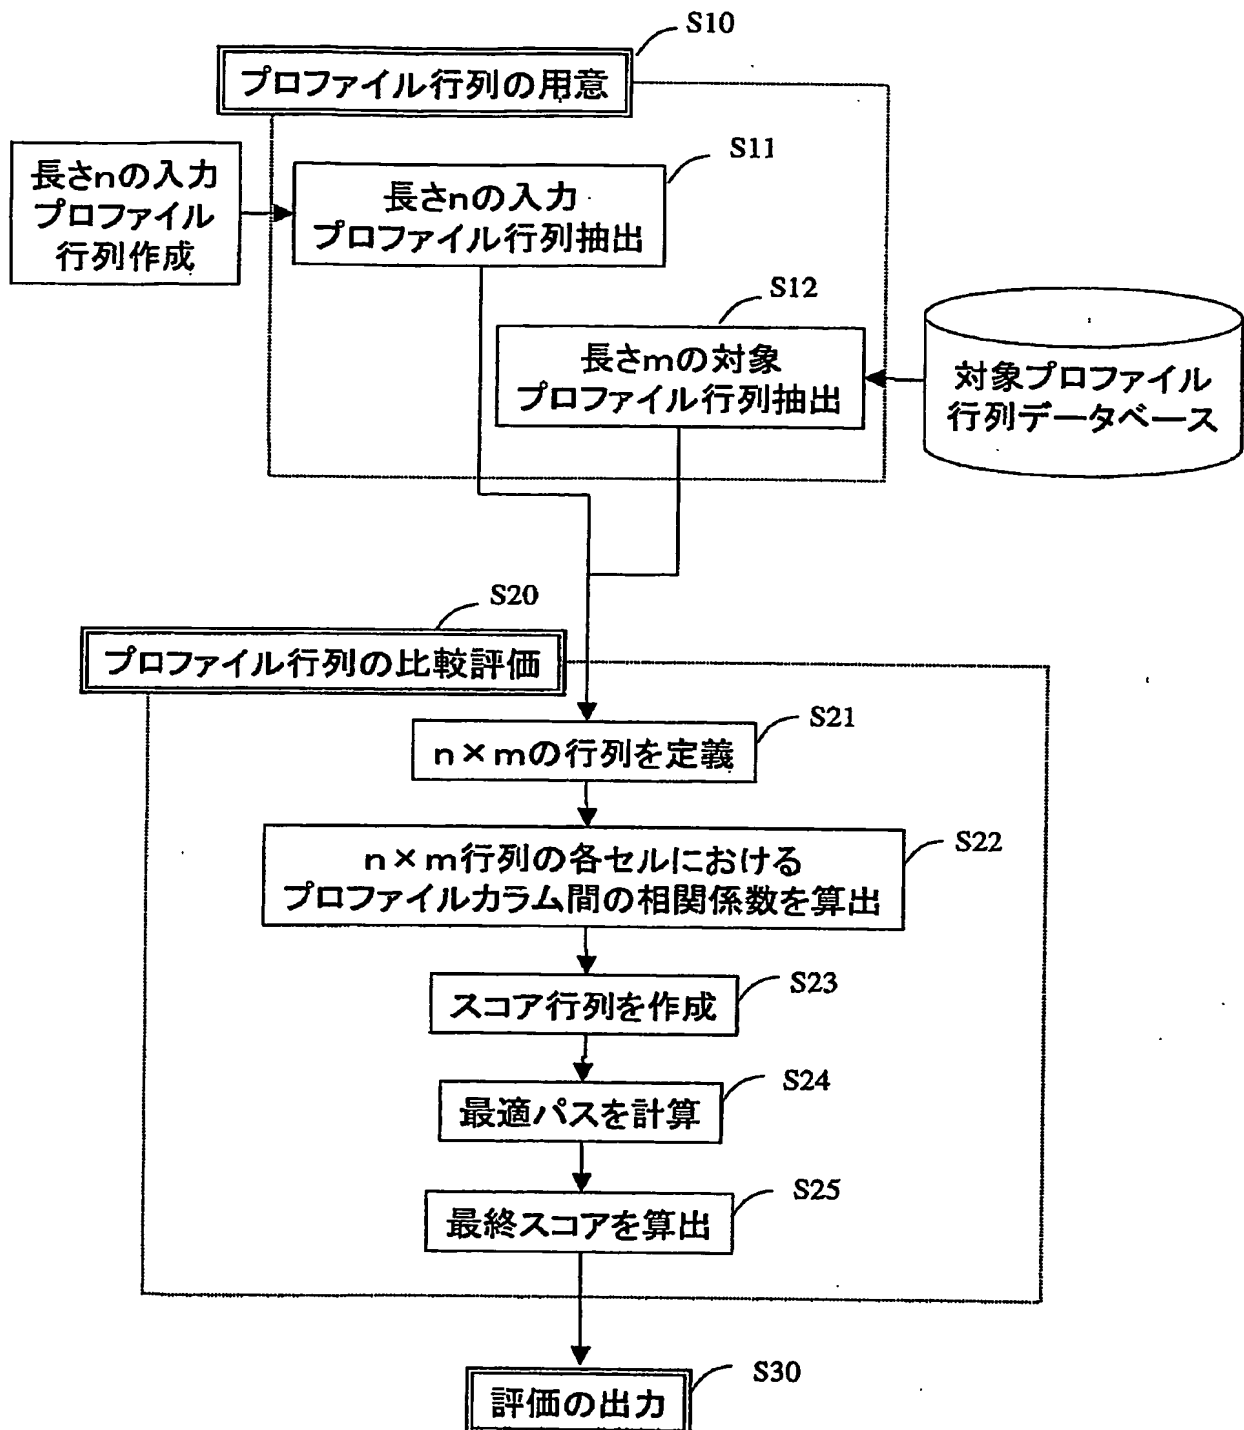 S10
プロファイル行列の用意
S11
長さnの入力
プロファイル
行列作成
長さnの入力
プロファイル行列抽出
S12
長さmの対象
プロファイル行列抽出
対象プロファイル
行列データベース
S20
プロファイル行列の比較評価
S21
n×mの行列を定義
S22
n×m行列の各セルにおける
プロファイルカラム間の相関係数を算出
S23
スコア行列を作成
S24
最適パスを計算
S25
最終スコアを算出
S30
評価の出力